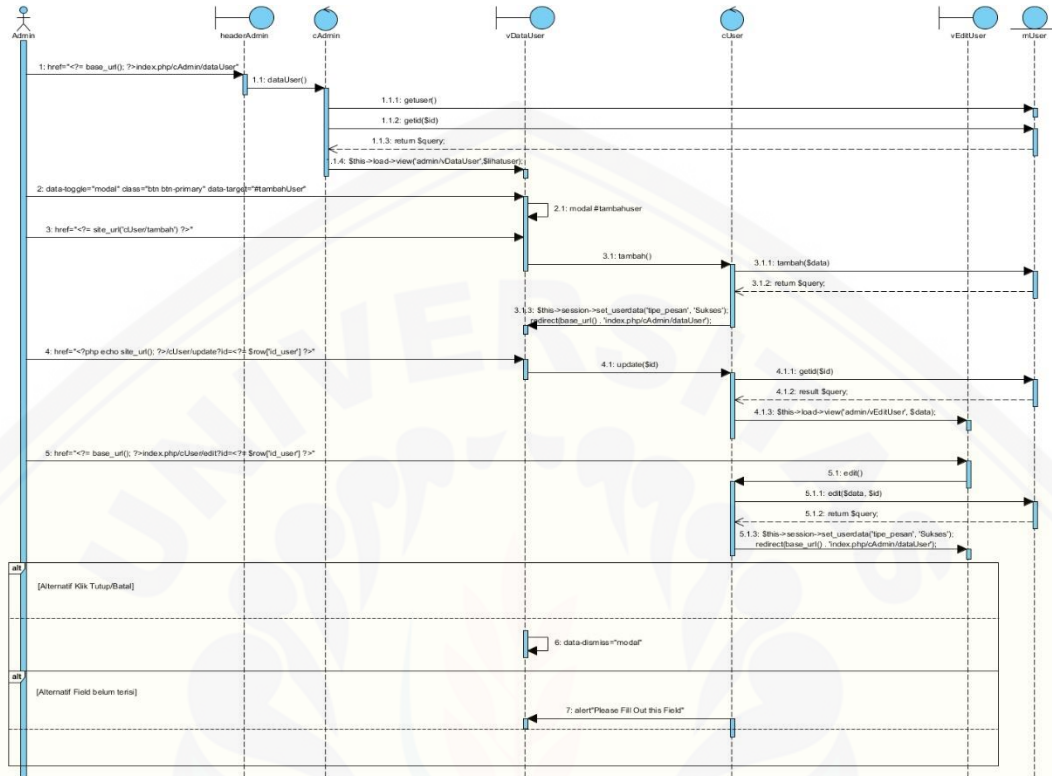 Admin
headerAdmin
cAdmin
vDataUser
cUser
vEditUser
mUser
1: href="<?= base_url(); ?>index.php/cAdmin/dataUser"
1.1: dataUser()
1.1.1: getuser()
1.1.2: getid($id)
1.1.3: return $query;
1.1.4: $this->load->view('admin/vDataUser',$lihatuser);
2: data-toggle="modal" class="btn btn-primary" data-target="#tambahUser"
2.1: modal #tambahuser
3: href="<?= site_url('cUser/tambah') ?>"
3.1: tambah()
3.1.1: tambah($data)
3.1.2: return $query;
3.1.3: $this->session->set_userdata('tipe_pesan', 'Sukses');
redirect(base_url() . 'index.php/cAdmin/dataUser');
4: href="<?php echo site_url(); ?>/cUser/update?id=<?= $row['id_user'] ?>"
4.1: update($id)
4.1.1: getid($id)
4.1.2: result $query;
4.1.3: $this->load->view('admin/vEditUser', $data);
5: href="<?= base_url(); ?>index.php/cUser/edit?id=<?= $row['id_user'] ?>"
5.1: edit()
5.1.1: edit($data, $id)
5.1.2: return $query;
5.1.3: $this->session->set_userdata('tipe_pesan', 'Sukses');
redirect(base_url() . 'index.php/cAdmin/dataUser');
alt
[Alternatif Klik Tutup/Batal]
6: data-dismiss="modal"
alt
[Alternatif Field belum terisi]
7: alert"Please Fill Out this Field"
UNIVERSITAS